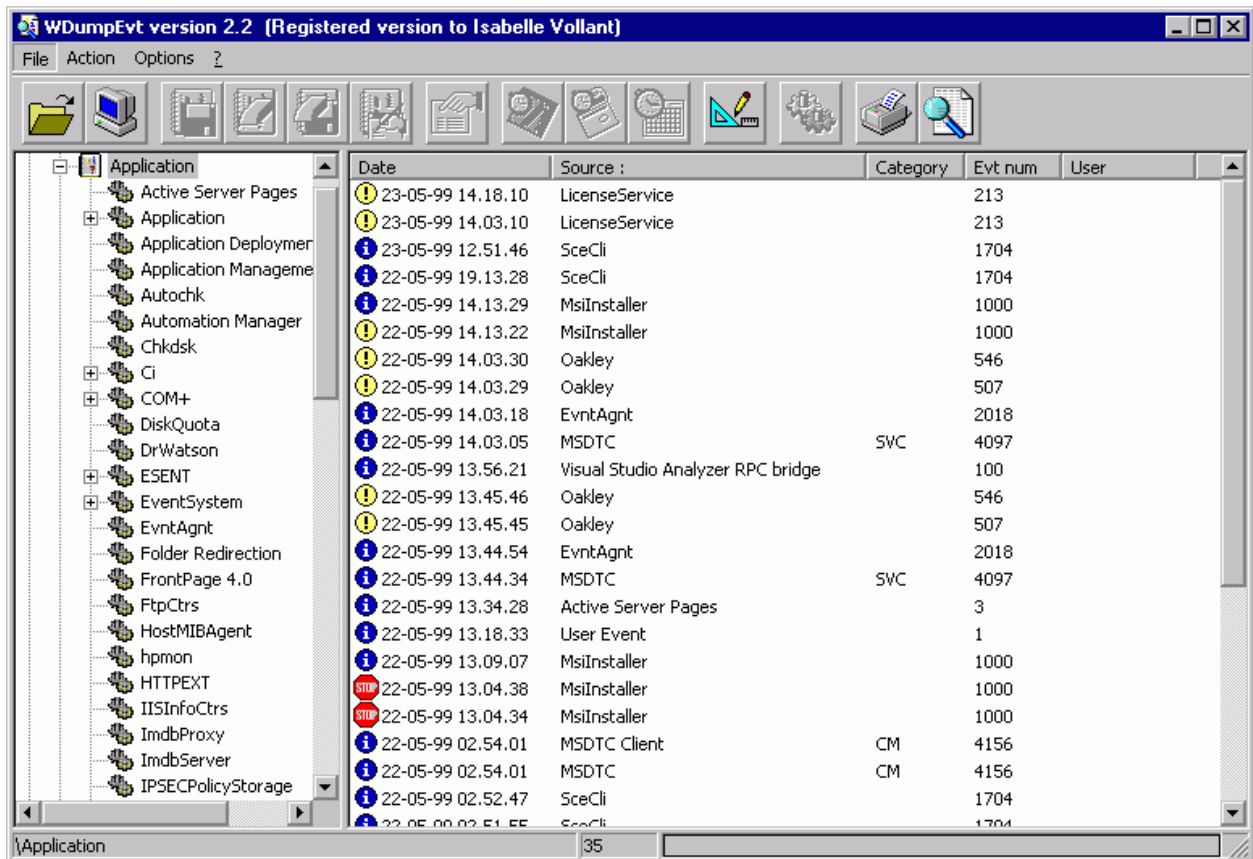 WDumpEvt version 2.2 (Registered version to Isabelle Vollant)
File Action Options ?
Application
Active Server Pages
Application
Application Deploymen
Application Manageme
Autochk
Automation Manager
Chkdsk
Ci
COM+
DiskQuota
DrWatson
ESENT
EventSystem
EvntAgnt
Folder Redirection
FrontPage 4.0
FtpCtrs
HostMIBAgent
hpmon
HTTPEXT
IISInfoCtrs
ImdbProxy
ImdbServer
IPSECPolicyStorage
Date Source : Category Evt num User
23-05-99 14.18.10 LicenseService 213
23-05-99 14.03.10 LicenseService 213
23-05-99 12.51.46 SceCli 1704
22-05-99 19.13.28 SceCli 1704
22-05-99 14.13.29 MsiInstaller 1000
22-05-99 14.13.22 MsiInstaller 1000
22-05-99 14.03.30 Oakley 546
22-05-99 14.03.29 Oakley 507
22-05-99 14.03.18 EvntAgnt 2018
22-05-99 14.03.05 MSDTC SVC 4097
22-05-99 13.56.21 Visual Studio Analyzer RPC bridge 100
22-05-99 13.45.46 Oakley 546
22-05-99 13.45.45 Oakley 507
22-05-99 13.44.54 EvntAgnt 2018
22-05-99 13.44.34 MSDTC SVC 4097
22-05-99 13.34.28 Active Server Pages 3
22-05-99 13.18.33 User Event 1
22-05-99 13.09.07 MsiInstaller 1000
STOP 22-05-99 13.04.38 MsiInstaller 1000
STOP 22-05-99 13.04.34 MsiInstaller 1000
22-05-99 02.54.01 MSDTC Client CM 4156
22-05-99 02.54.01 MSDTC CM 4156
22-05-99 02.52.47 SceCli 1704
SceCli 1704
\Application 35